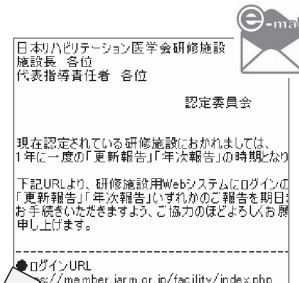 e-mai
日本リハビリテーション医学会研修施設
施設長 各位
代表指導責任者 各位
認定委員会
現在認定されている研修施設におかれましては、
1年に一度の「更新報告」「年次報告」の時期となり
下記URLより、研修施設用Webシステムにログインの
「更新報告」「年次報告」いずれかのご報告を期日
お手続きいただきますよう、ご協力のほどよろしくお願
申し上げます。
●ログインURL
s://member.jarm.or.jp/facility/index.php